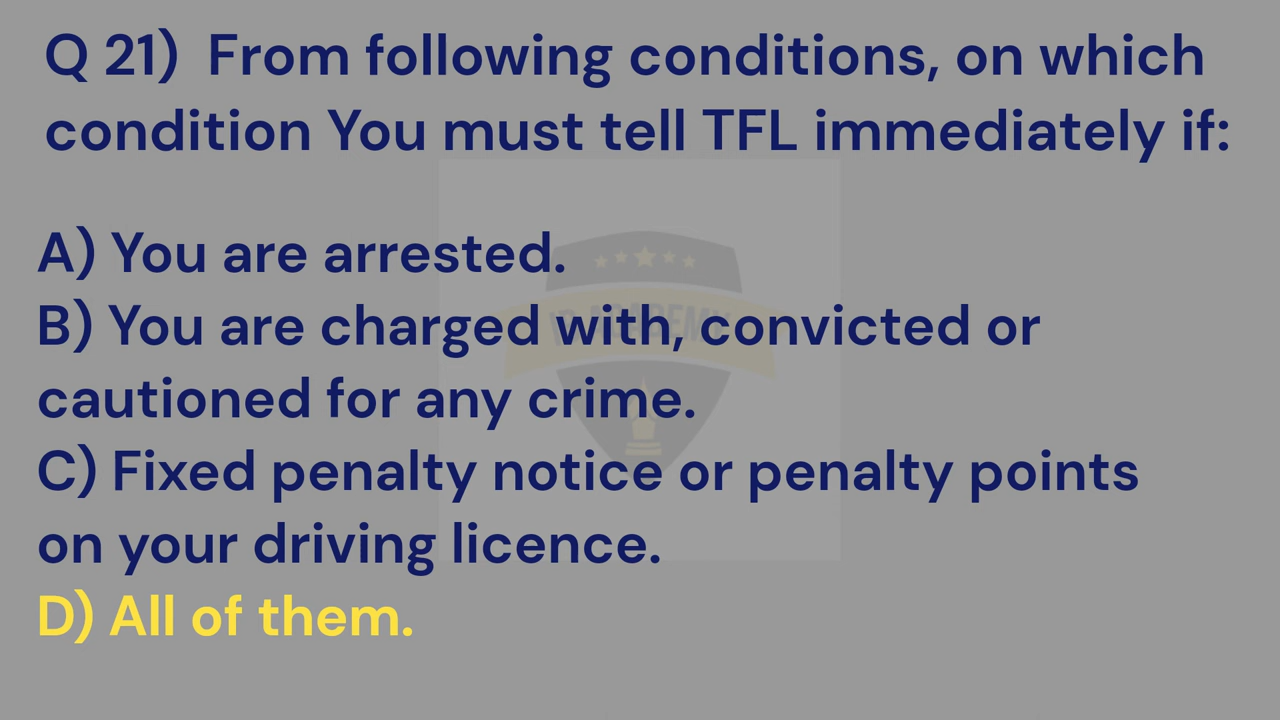 Q 21) From following conditions, on which
condition You must tell TFL immediately if:
A) You are arrested.
B) You are charged with, convicted or
cautioned for any crime.
C) Fixed penalty notice or penalty points
on your driving licence.
D) All of them.